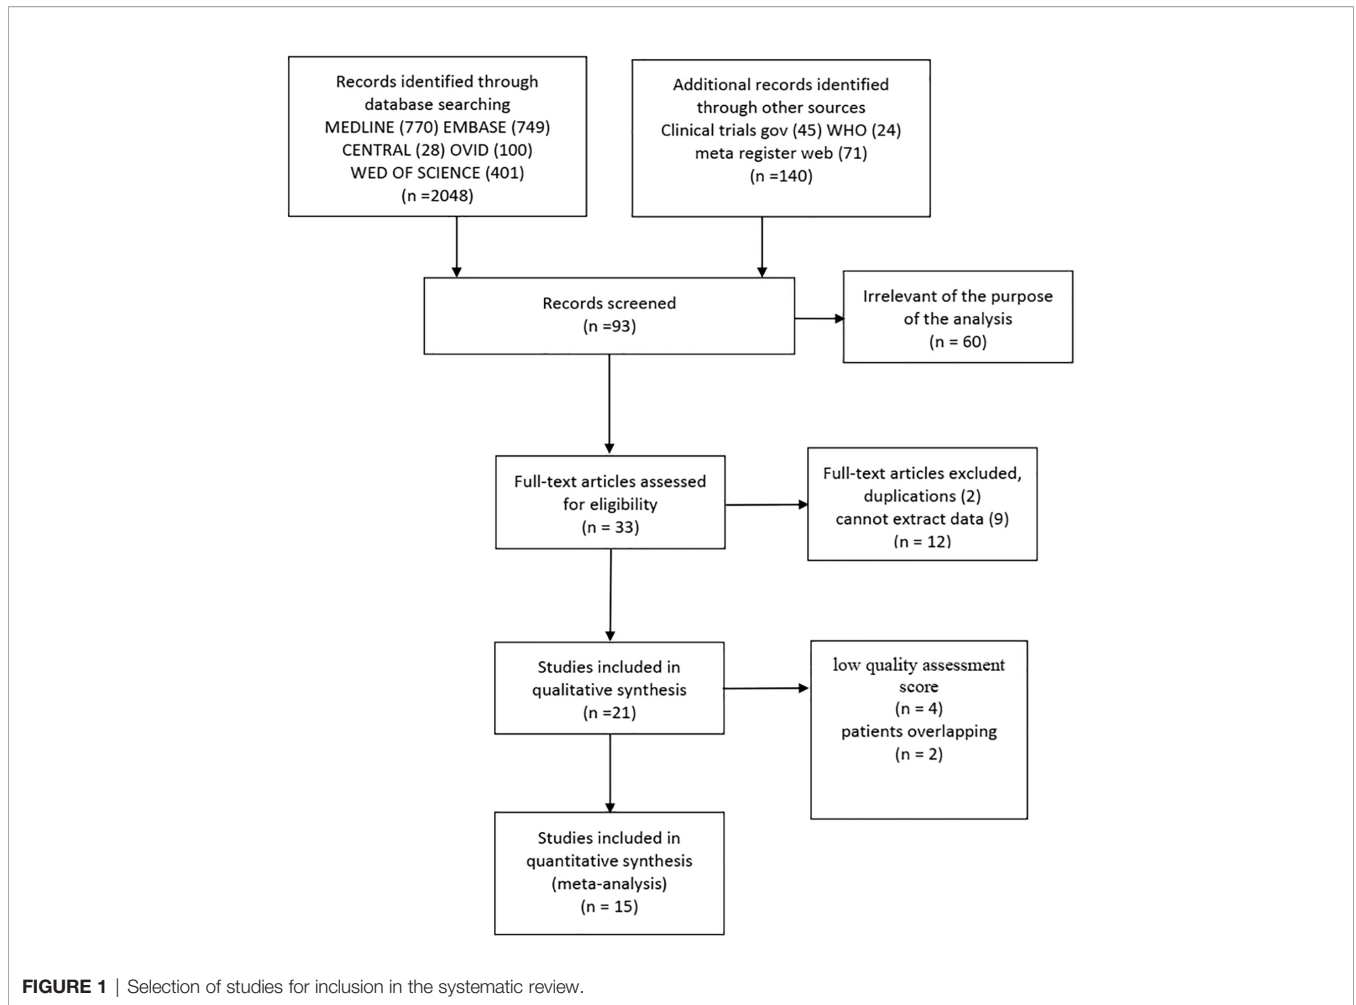 Records identified through
database searching
MEDLINE (770) EMBASE (749)
CENTRAL (28) OVID (100)
WED OF SCIENCE (401)
(n =2048)
Additional records identified
through other sources
Clinical trials gov (45) WHO (24)
meta register web (71)
(n =140)
Records screened
(n =93)
Irrelevant of the purpose
of the analysis
(n = 60)
Full-text articles assessed
for eligibility
(n = 33)
Full-text articles excluded,
duplications (2)
cannot extract data (9)
(n = 12)
Studies included in
qualitative synthesis
(n =21)
low quality assessment
score
(n = 4)
patients overlapping
(n = 2)
Studies included in
quantitative synthesis
(meta-analysis)
(n = 15)
FIGURE 1 | Selection of studies for inclusion in the systematic review.